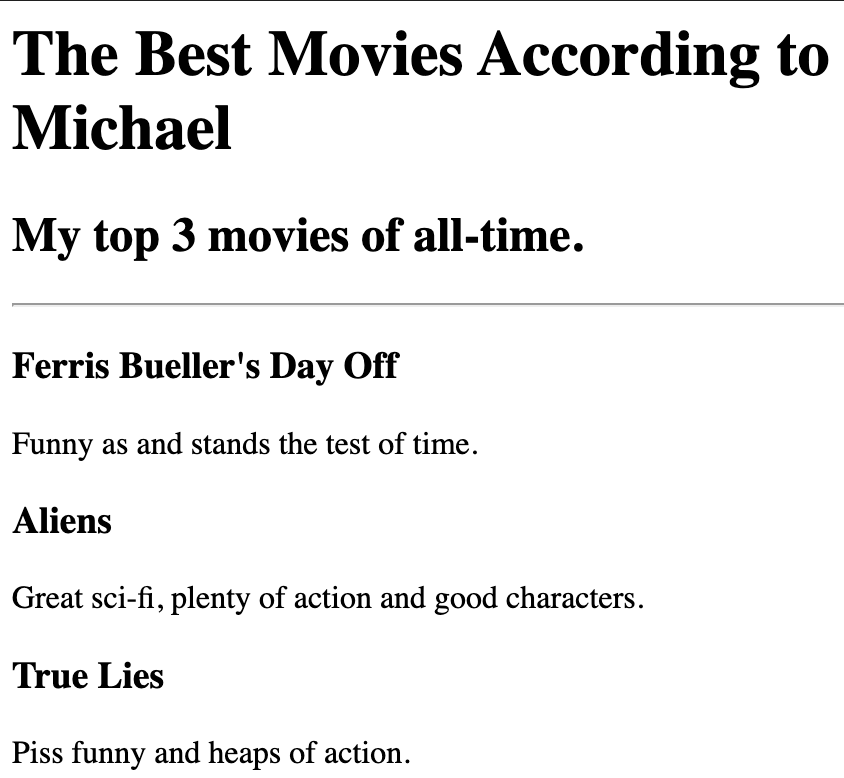 The Best Movies According to
Michael
My top 3 movies of all-time.
Ferris Bueller's Day Off
Funny as and stands the test of time.
Aliens
Great sci-fi, plenty of action and good characters.
True Lies
Piss funny and heaps of action.